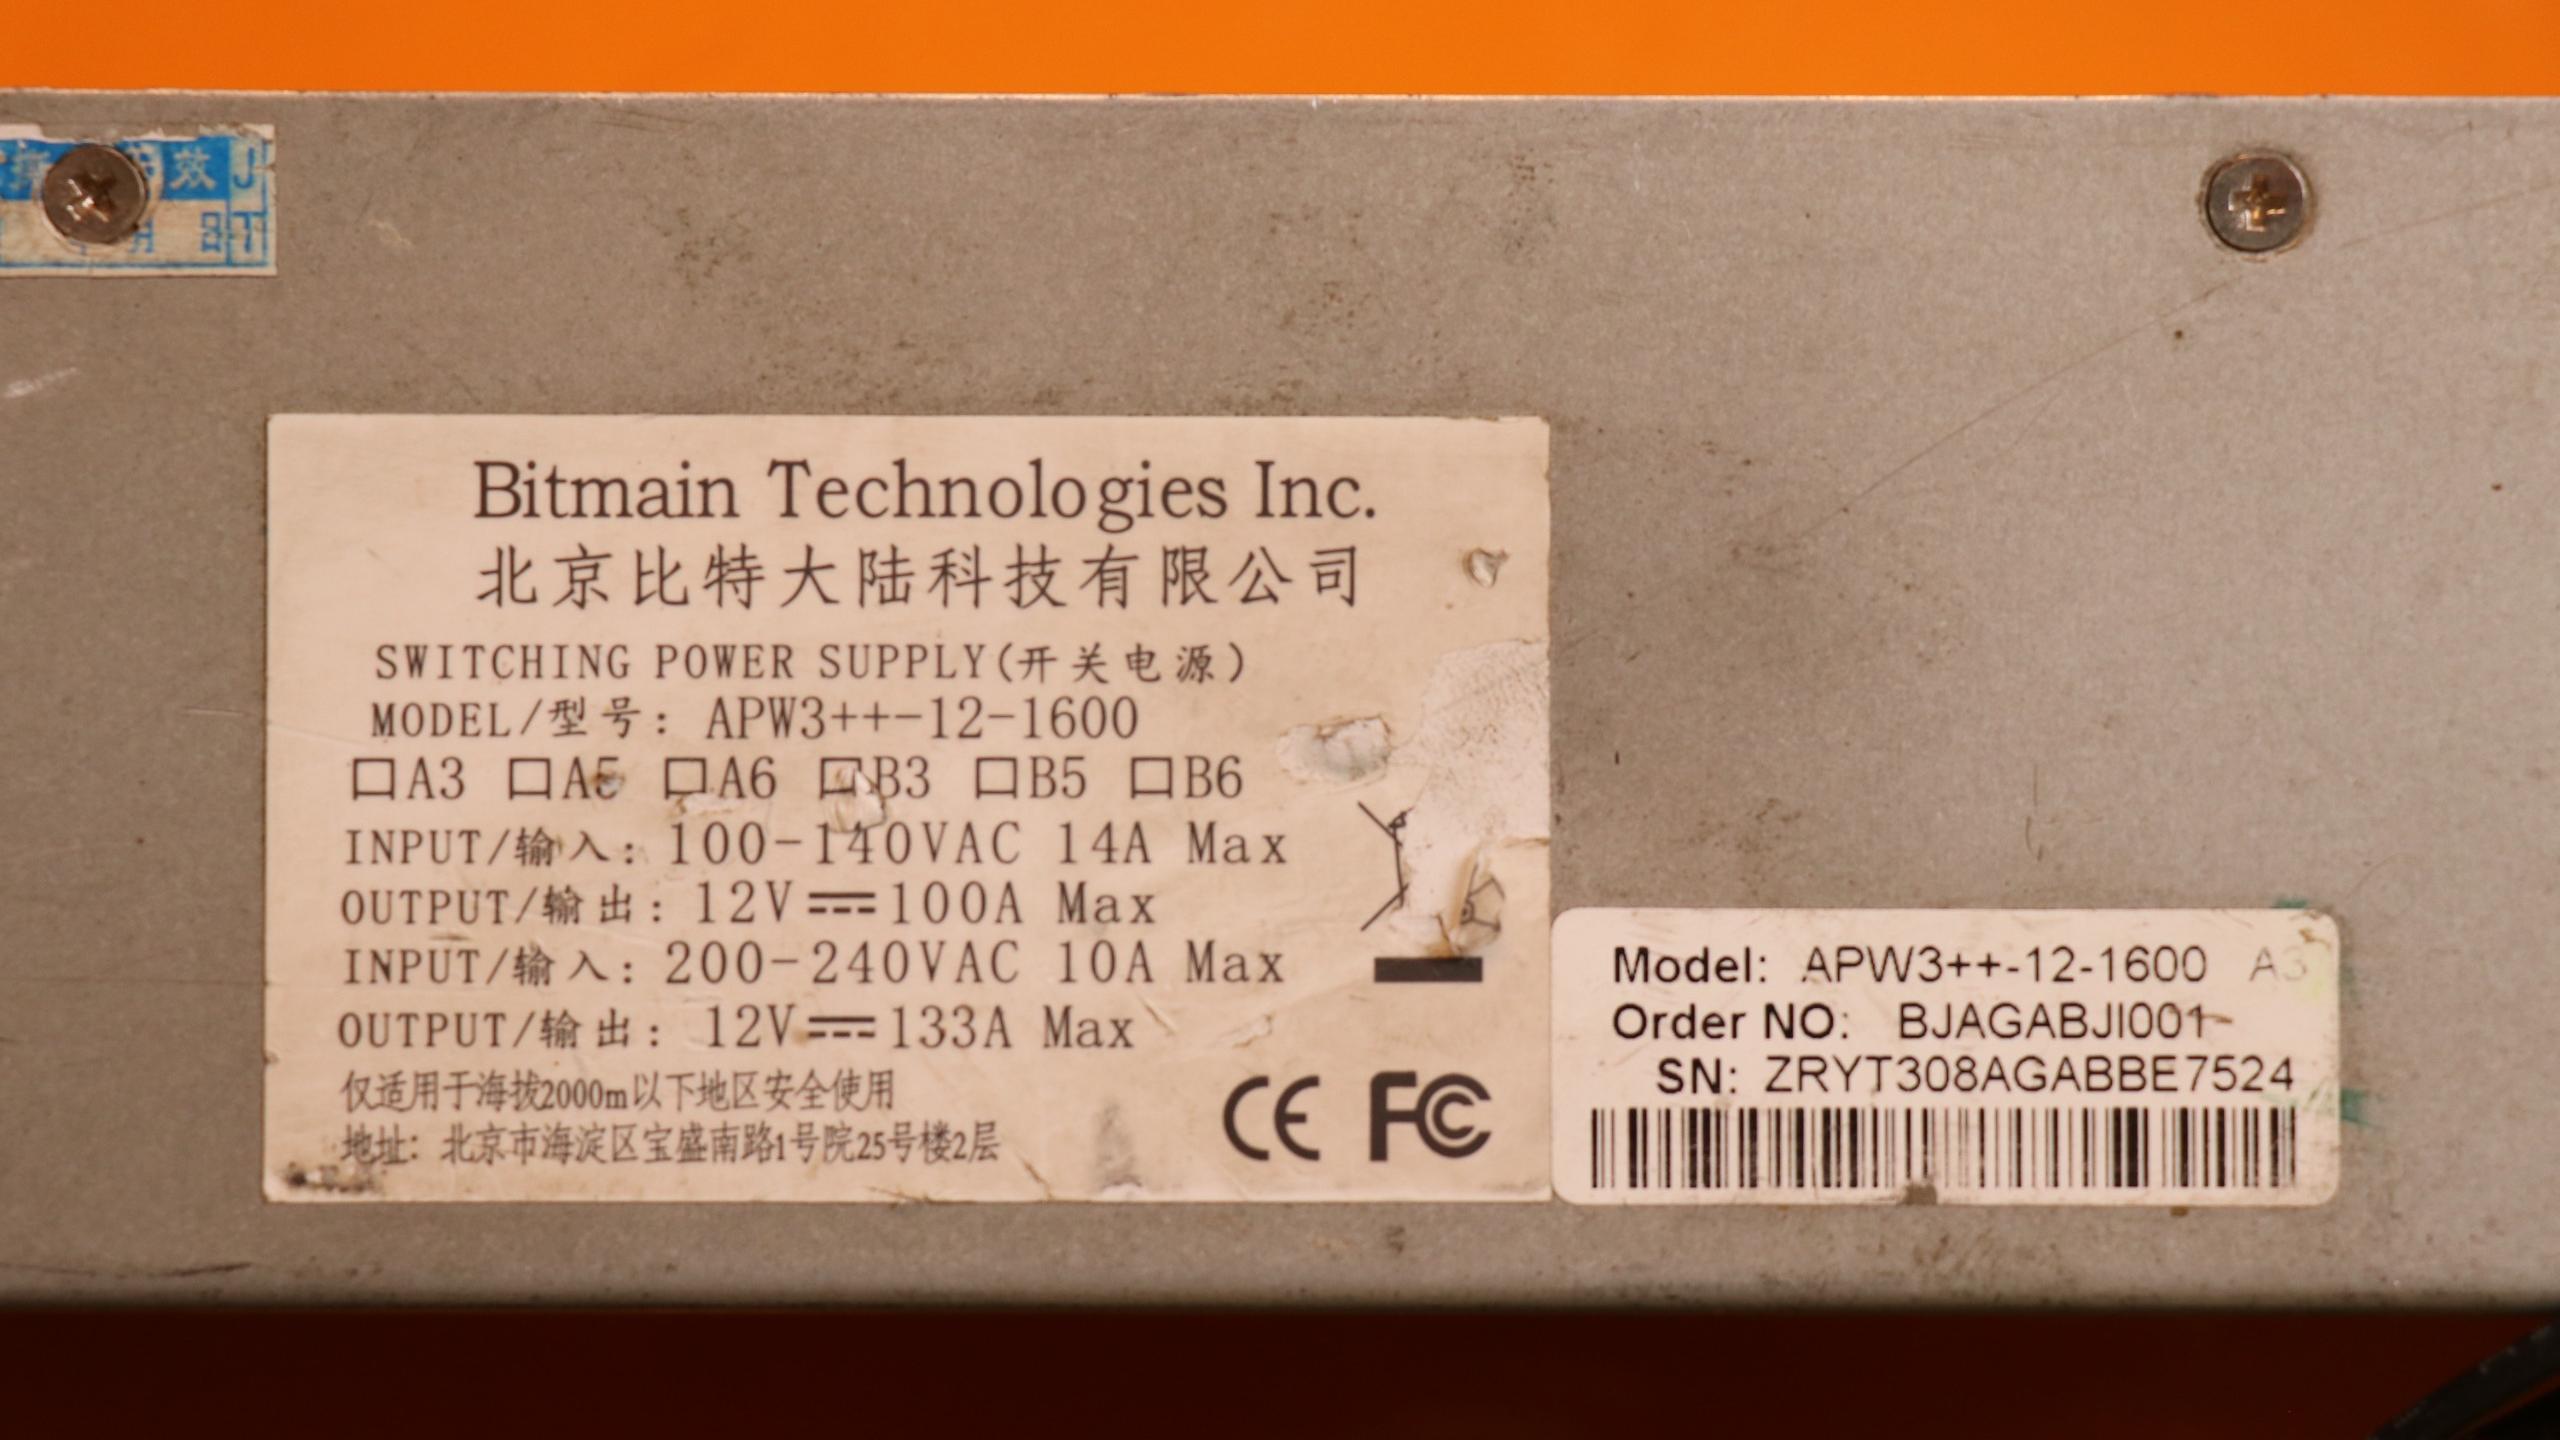 效
月 日
Bitmain Technologies Inc.
北京比特大陆科技有限公司
SWITCHING POWER SUPPLY(开关电源)
MODEL/型号: APW3++-12-1600
□A3 □A5 □A6 □B3 □B5 □B6
INPUT/输入: 100-140VAC 14A Max
OUTPUT/输出: 12V⎓100A Max
INPUT/输入: 200-240VAC 10A Max
OUTPUT/输出: 12V⎓133A Max
仅适用于海拔2000m以下地区安全使用
地址: 北京市海淀区宝盛南路1号院25号楼2层
CE FC
Model: APW3++-12-1600 A3
Order NO: BJAGABJI001
SN: ZRYT308AGABBBE7524